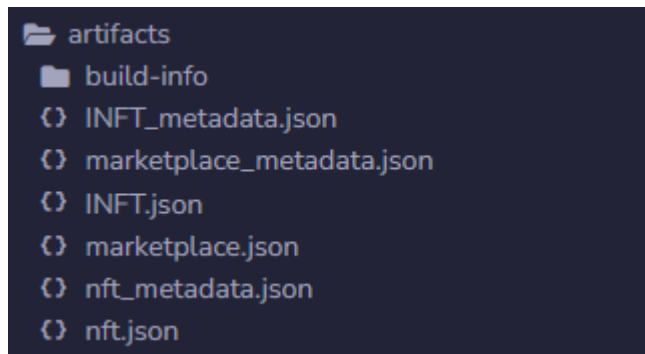 artifacts
build-info
INFT_metadata.json
marketplace_metadata.json
INFT.json
marketplace.json
nft_metadata.json
nft.json